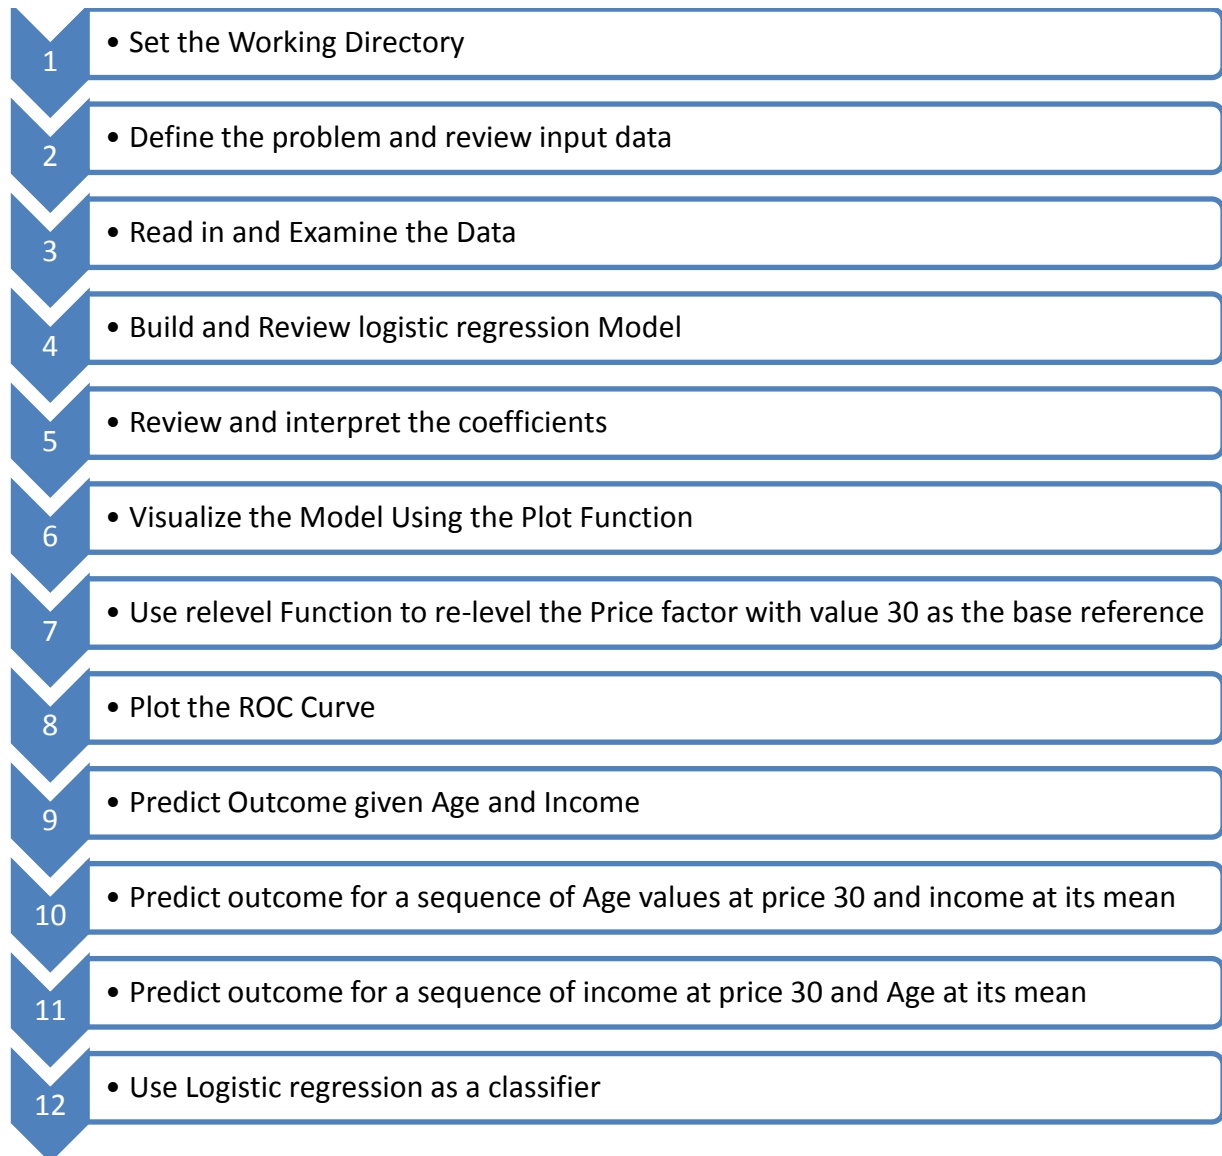 1 • Set the Working Directory
2 • Define the problem and review input data
3 • Read in and Examine the Data
4 • Build and Review logistic regression Model
5 • Review and interpret the coefficients
6 • Visualize the Model Using the Plot Function
7 • Use relevel Function to re-level the Price factor with value 30 as the base reference
8 • Plot the ROC Curve
9 • Predict Outcome given Age and Income
10 • Predict outcome for a sequence of Age values at price 30 and income at its mean
11 • Predict outcome for a sequence of income at price 30 and Age at its mean
12 • Use Logistic regression as a classifier